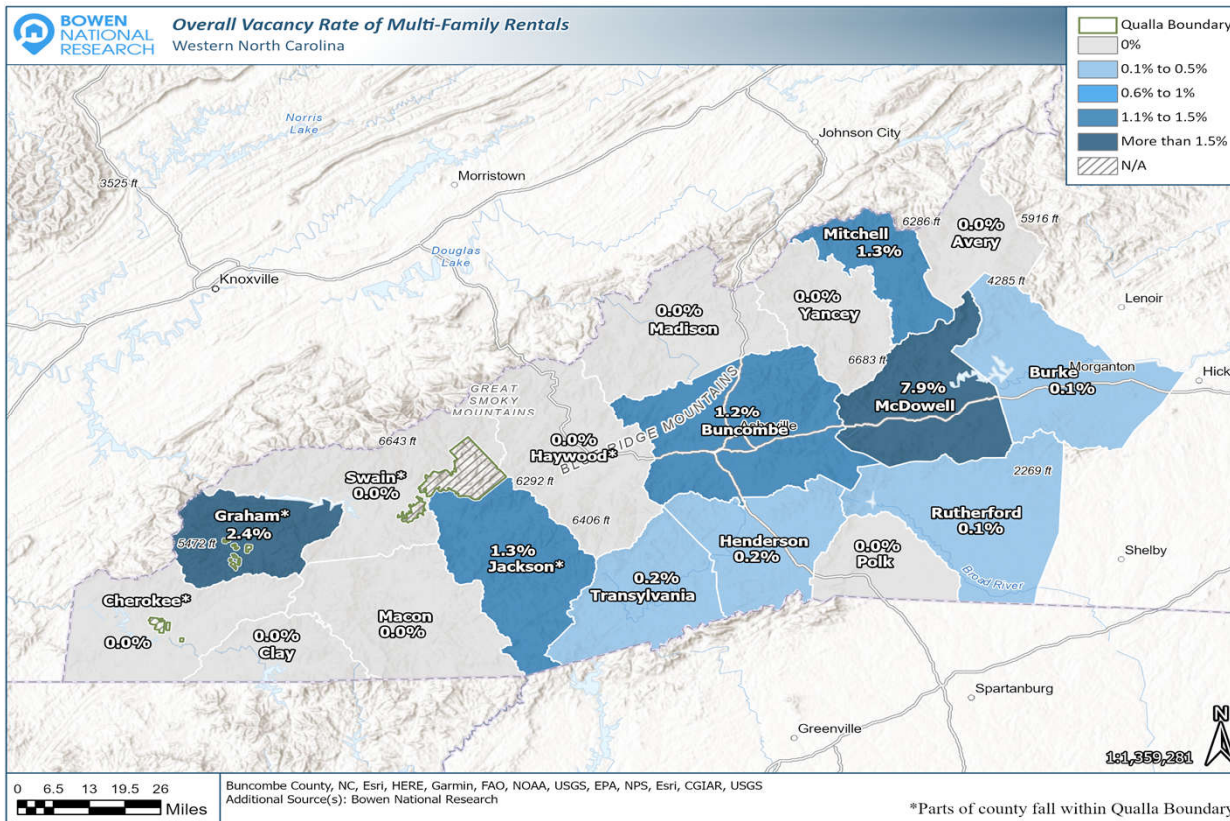 BOWEN
NATIONAL
RESEARCH
Overall Vacancy Rate of Multi-Family Rentals
Western North Carolina
Qualla Boundary
0%
0.1% to 0.5%
0.6% to 1%
1.1% to 1.5%
More than 1.5%
N/A
Norris
Lake
Johnson City
3525 ft
Morristown
6286 ft
0.0%
Avery
5916 ft
Mitchell
1.3%
Douglas
Lake
Knoxville
4285 ft
Lenoir
0.0%
Yancey
0.0%
Madison
6683 ft
Morganton
Hick
Burke
0.1%
7.9%
McDowell
GREAT
SMOKY
MOUNTAINS
BLUE RIDGE MOUNTAINS
1.2%
Buncombe
Asheville
6643 ft
0.0%
Haywood*
2269 ft
Swain*
0.0%
6292 ft
6406 ft
Graham*
2.4%
5472 ft
Rutherford
0.1%
Henderson
0.2%
0.0%
Polk
Shelby
1.3%
Jackson*
0.2%
Transylvania
Broad River
Cherokee*
0.0%
Macon
0.0%
0.0%
Clay
Spartanburg
Greenville
N
1:1,359,281
0 6.5 13 19.5 26
Miles
Buncombe County, NC, Esri, HERE, Garmin, FAO, NOAA, USGS, EPA, NPS, Esri, CGIAR, USGS
Additional Source(s): Bowen National Research
*Parts of county fall within Qualla Boundary